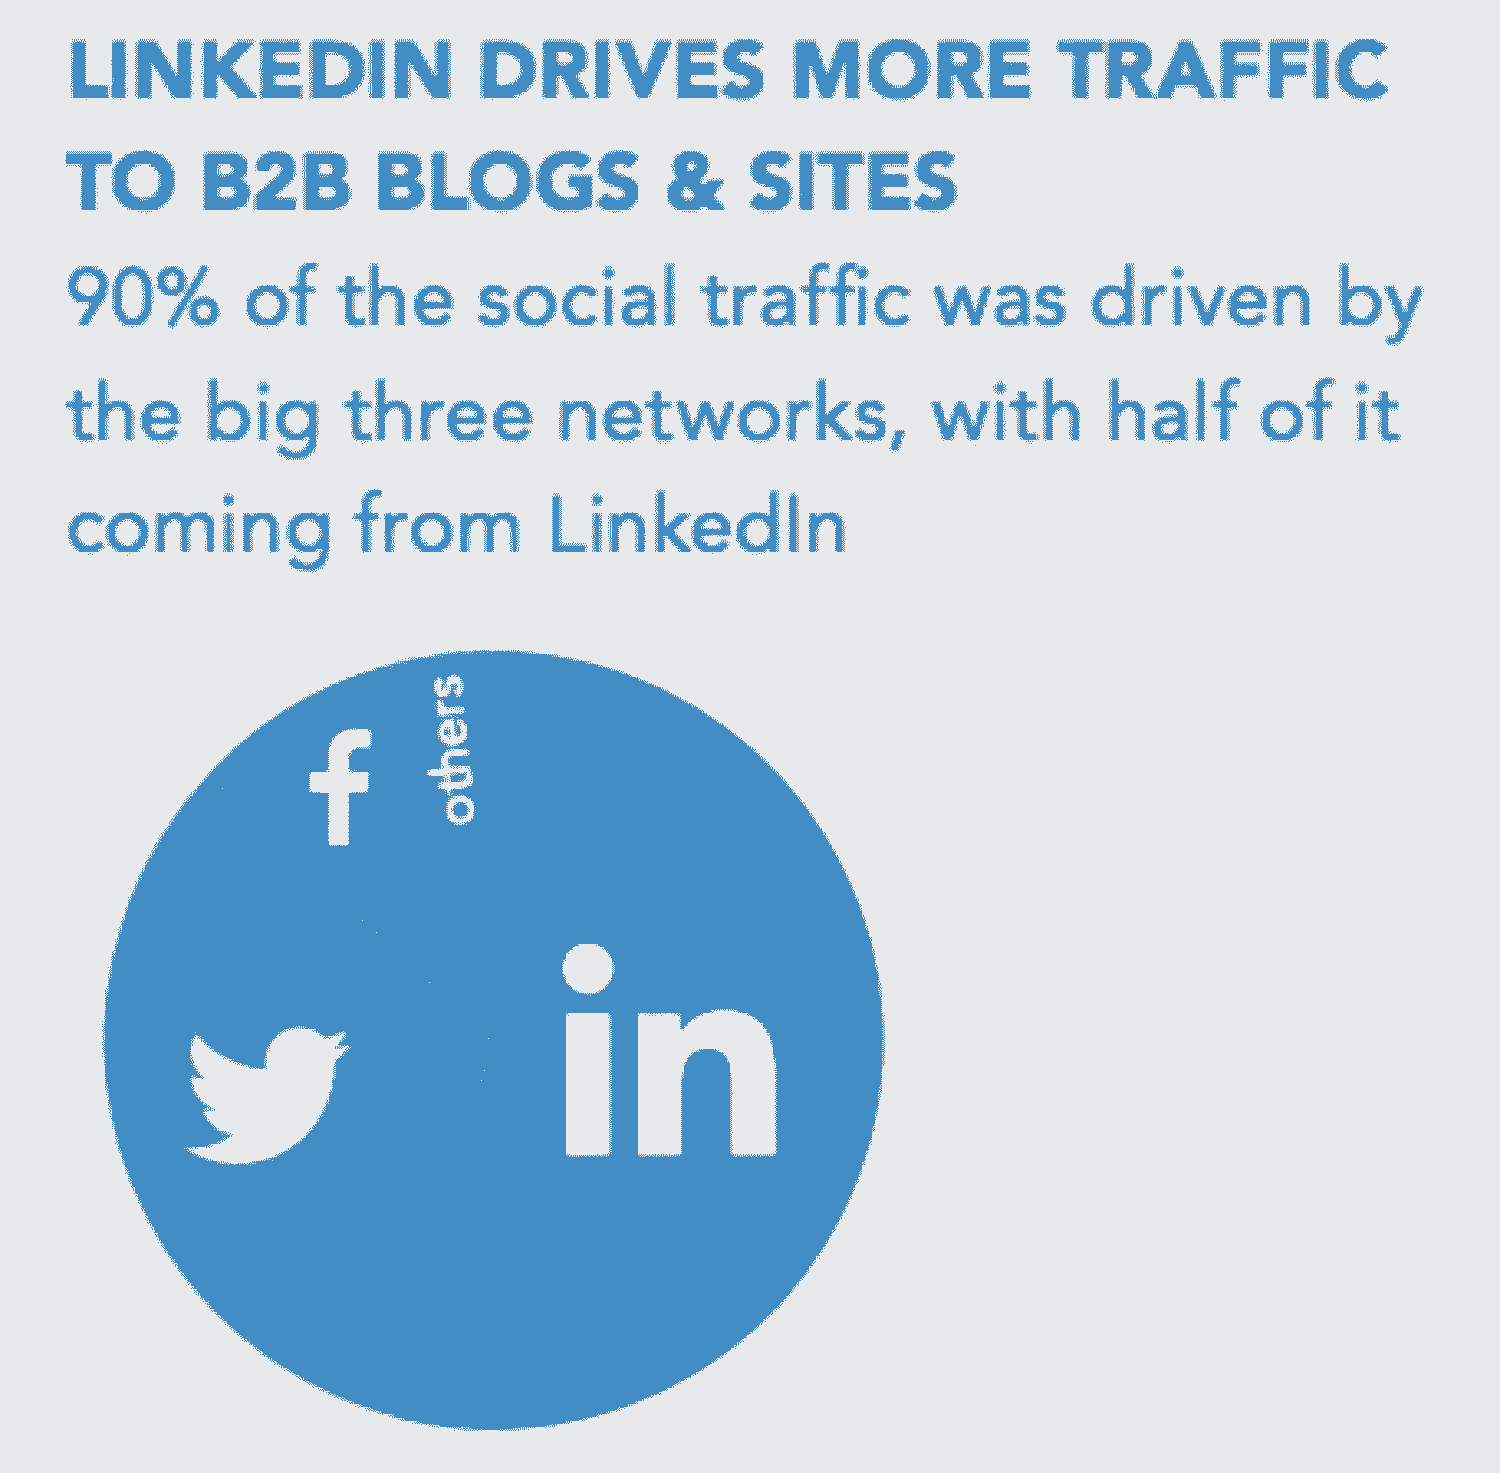 LINKEDIN DRIVES MORE TRAFFIC
TO B2B BLOGS & SITES
90% of the social traffic was driven by
the big three networks, with half of it
coming from LinkedIn
others
f
in